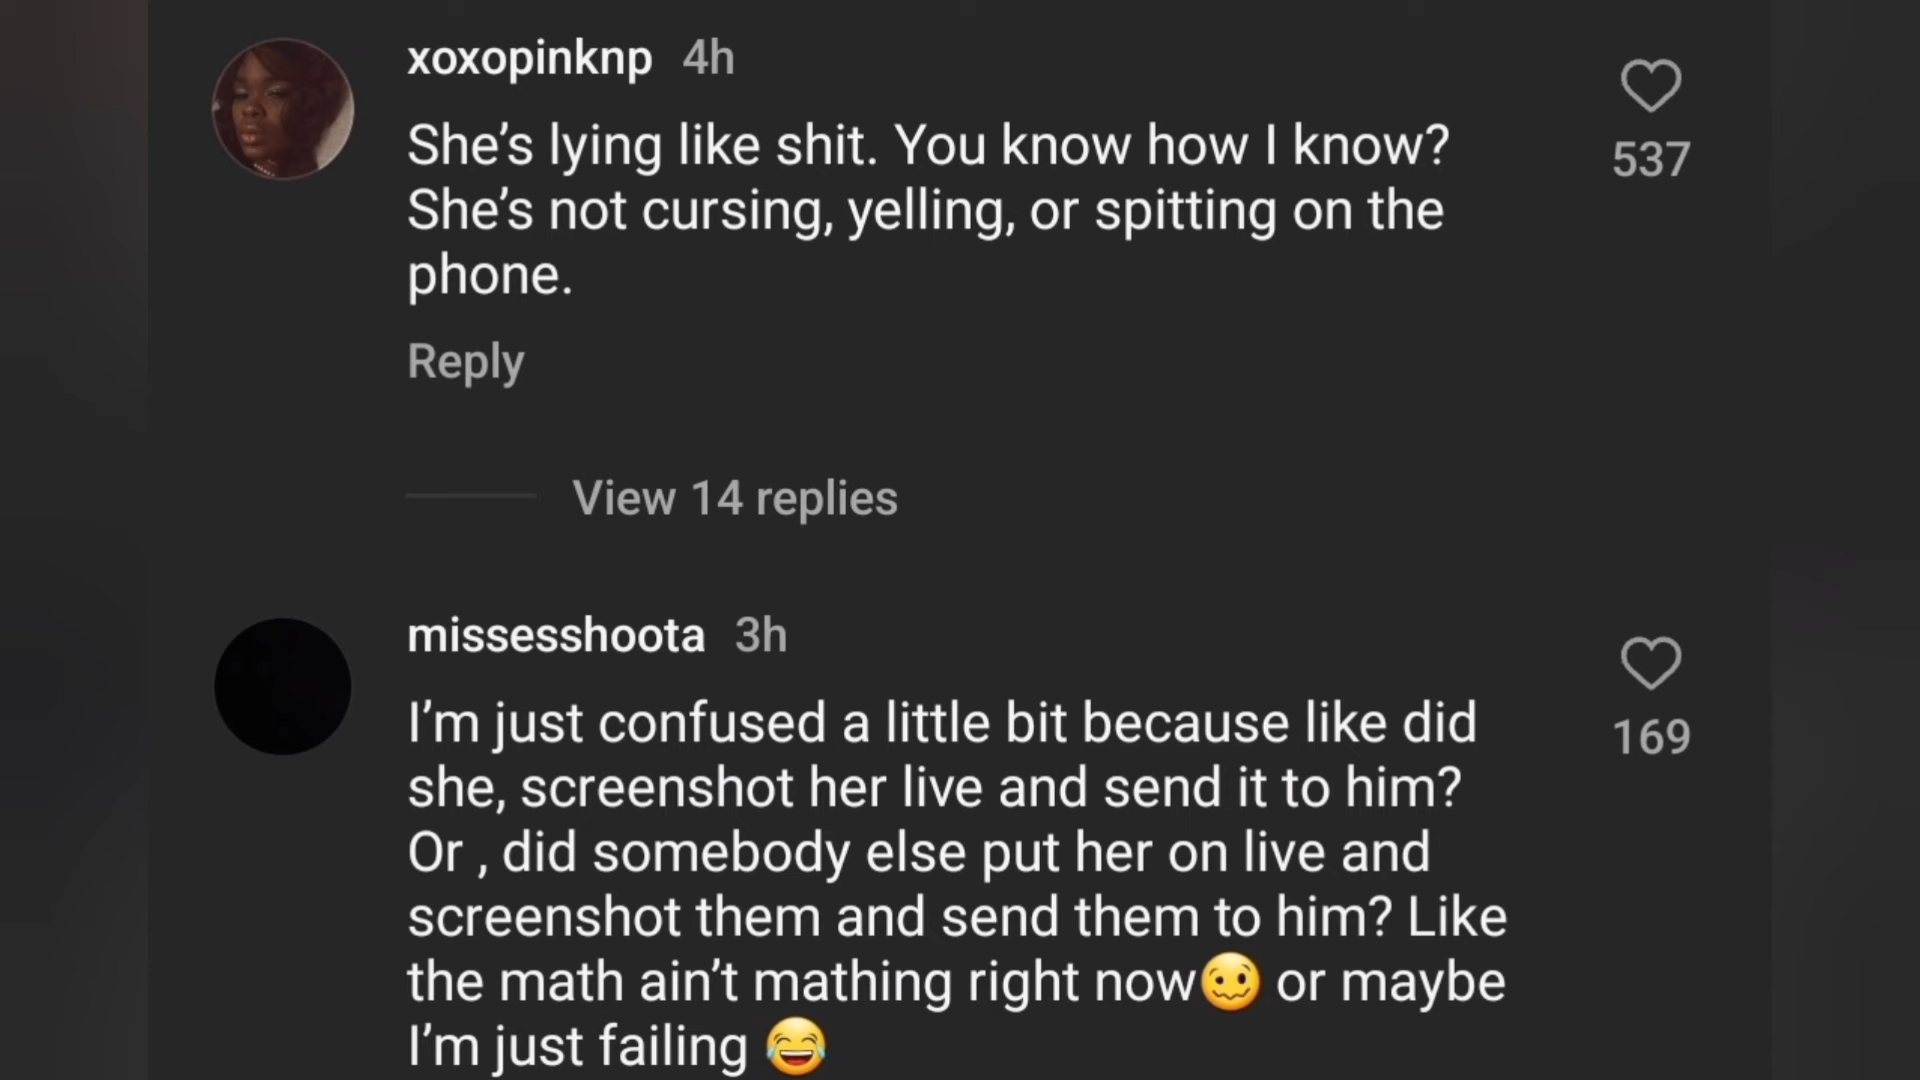 xoxopinknp 4h
She’s lying like shit. You know how I know?
537
She’s not cursing, yelling, or spitting on the
phone.
Reply
View 14 replies
missesshoota 3h
I’m just confused a little bit because like did
169
she, screenshot her live and send it to him?
Or , did somebody else put her on live and
screenshot them and send them to him? Like
the math ain’t mathing right now🥴 or maybe
I’m just failing 😂